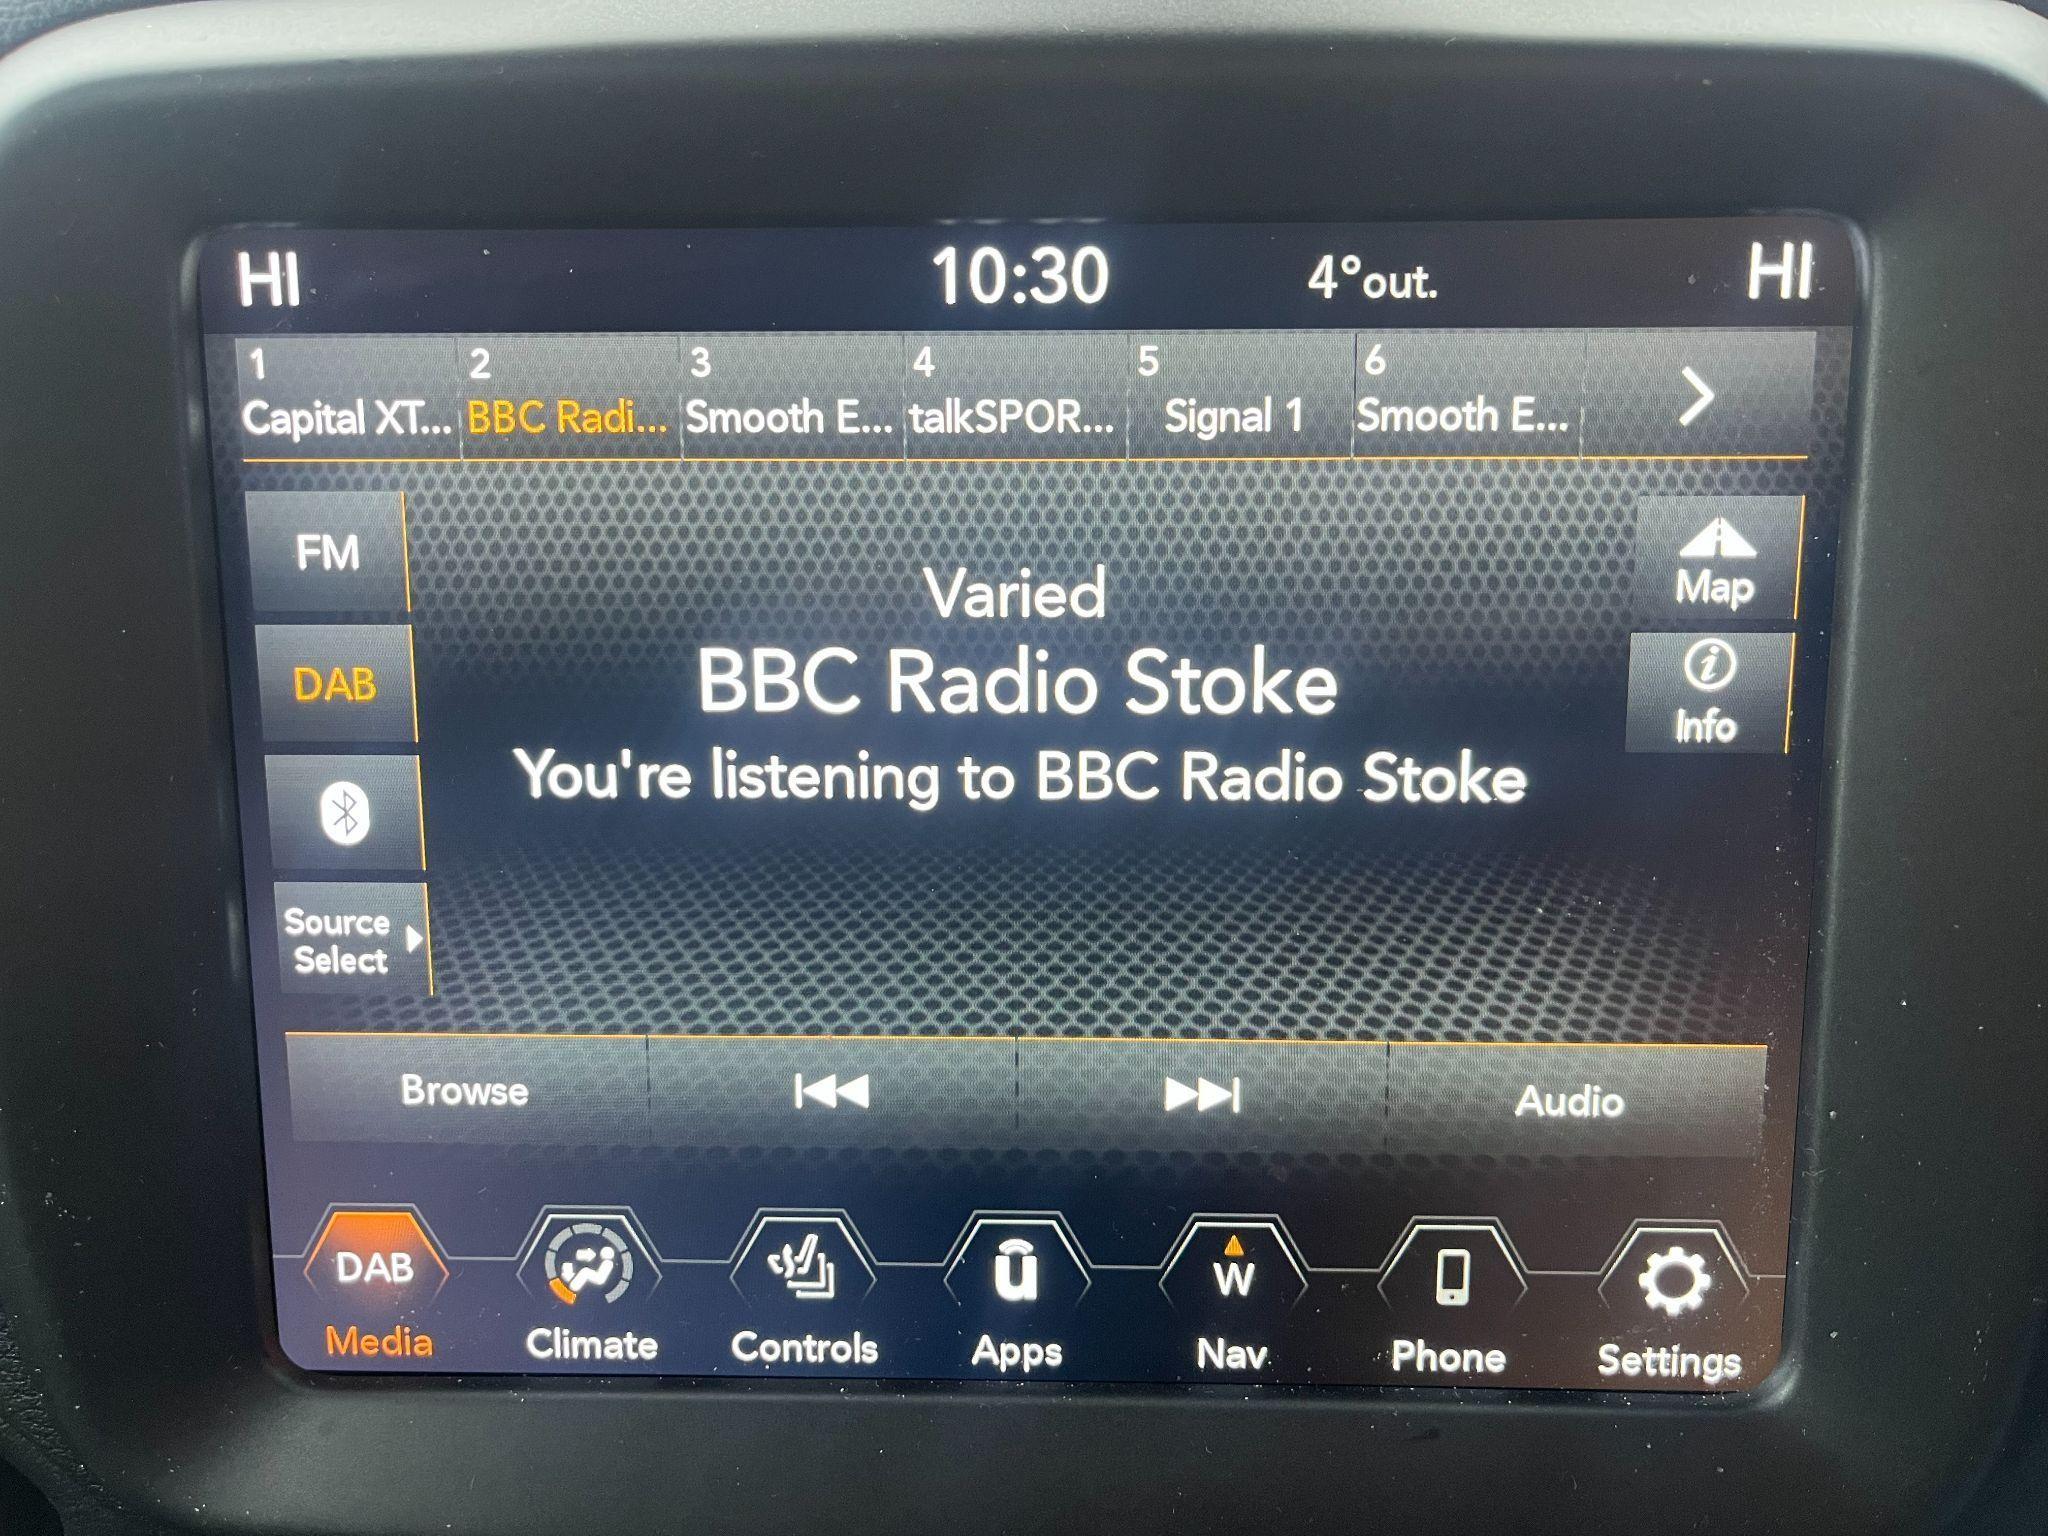 HI 10:30 4°out. HI
1 2 3 4 5 6
Capital XT... BBC Radi... Smooth E... talkSPOR... Signal 1 Smooth E...
FM
Map
Varied
DAB
BBC Radio Stoke
Info
You're listening to BBC Radio Stoke
Source
Select
Browse Audio
DAB u W
Media Climate Controls Apps Nav Phone Settings